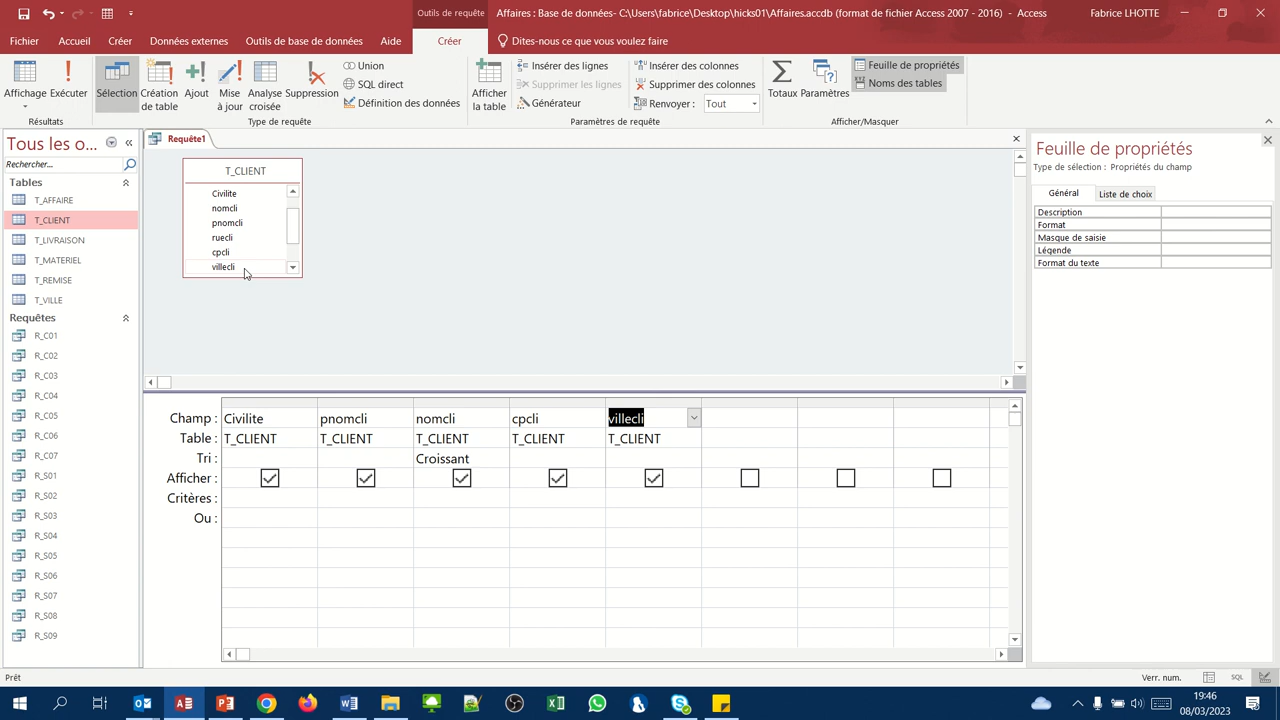 Outils de requête
Affaires : Base de données- C:\Users\fabrice\Desktop\hicks01\Affaires.accdb (format de fichier Access 2007 - 2016) - Access
Fabrice LHOTTE
Fichier Accueil Créer Données externes Outils de base de données Aide Créer Dites-nous ce que vous voulez faire
Affichage
Exécuter
Résultats
Sélection
Création de table
Ajout
Mise à jour
Analyse croisée
Suppression
Union
SQL direct
Définition des données
Type de requête
Afficher la table
Insérer des lignes
Supprimer les lignes
Générateur
Insérer des colonnes
Supprimer des colonnes
Renvoyer : Tout
Paramètres de requête
Totaux
Paramètres
Feuille de propriétés
Noms des tables
Afficher/Masquer
Tous les o...
Rechercher...
Tables
T_AFFAIRE
T_CLIENT
T_LIVRAISON
T_MATERIEL
T_REMISE
T_VILLE
Requêtes
R_C01
R_C02
R_C03
R_C04
R_C05
R_C06
R_C07
R_S01
R_S02
R_S03
R_S04
R_S05
R_S06
R_S07
R_S08
R_S09
Requête1
T_CLIENT
Civilite
nomcli
pnomcli
ruecli
cpcli
villecli
Champ : Civilite pnomcli nomcli cpcli villecli
Table : T_CLIENT T_CLIENT T_CLIENT T_CLIENT T_CLIENT
Tri : Croissant
Afficher :
Critères :
Ou :
Feuille de propriétés
Type de sélection : Propriétés du champ
Général Liste de choix
Description
Format
Masque de saisie
Légende
Format du texte
Prêt
Verr. num.
SQL
19:46
08/03/2023